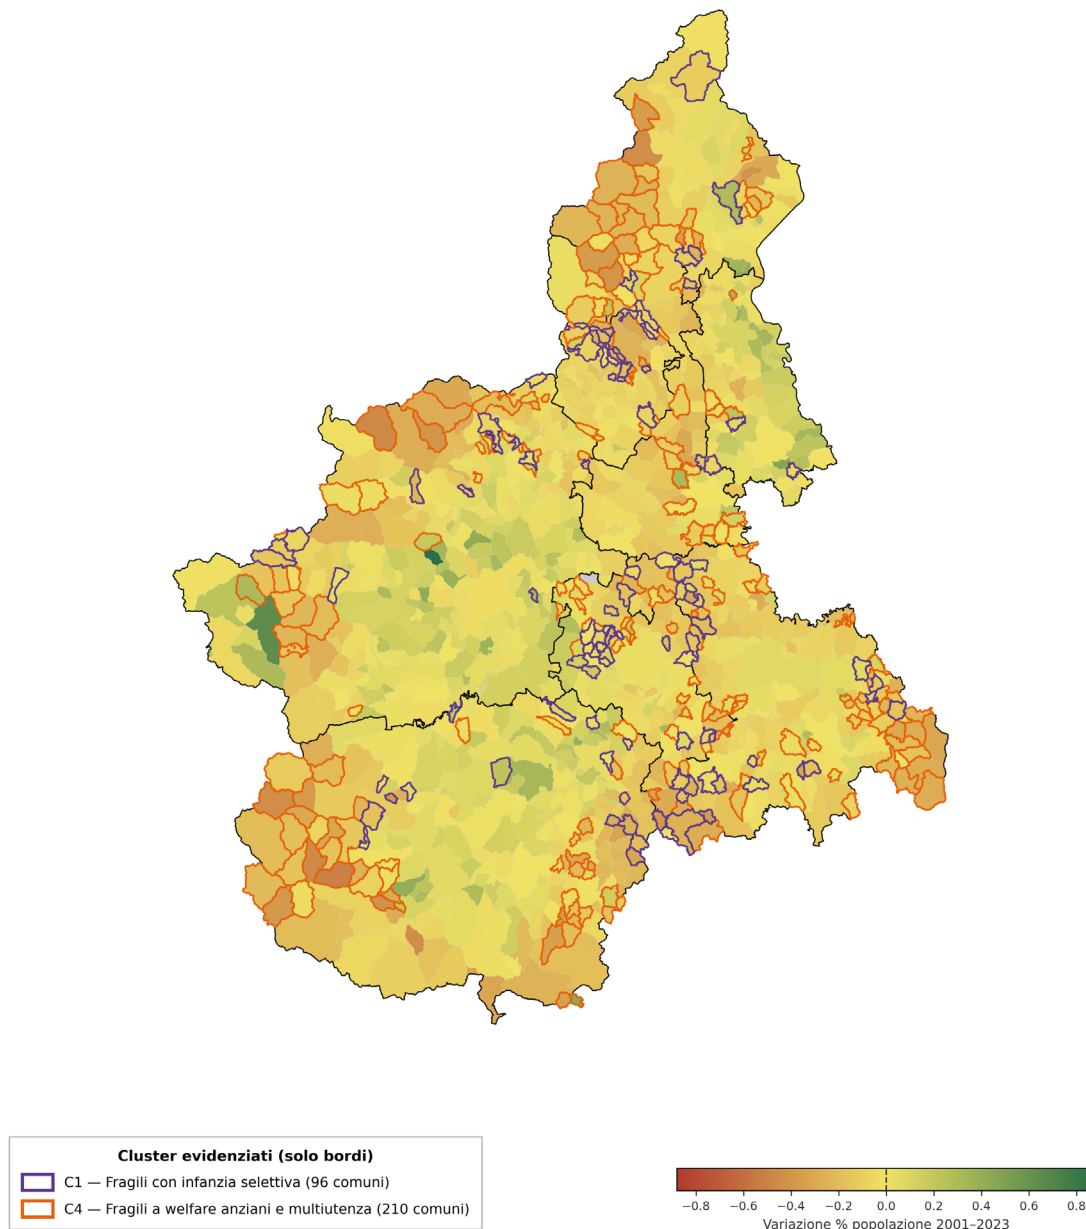 Cluster evidenziati (solo bordi)
C1 — Fragili con infanzia selettiva (96 comuni)
C4 — Fragili a welfare anziani e multiutenza (210 comuni)
−0.8 −0.6 −0.4 −0.2 0.0 0.2 0.4 0.6 0.8
Variazione % popolazione 2001–2023